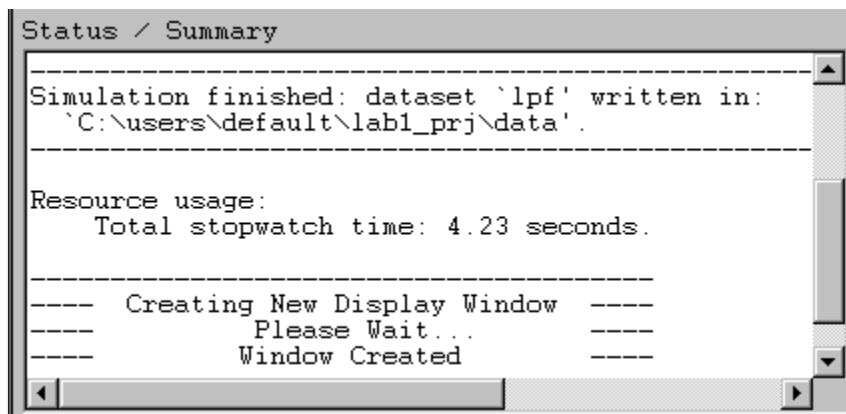 Status / Summary
--------------------------------------------------
Simulation finished: dataset `lpf' written in:
  `C:\users\default\lab1_prj\data'.
--------------------------------------------------
Resource usage:
    Total stopwatch time: 4.23 seconds.
----------------------------------------
----  Creating New Display Window  ----
----          Please Wait...       ----
----         Window Created        ----